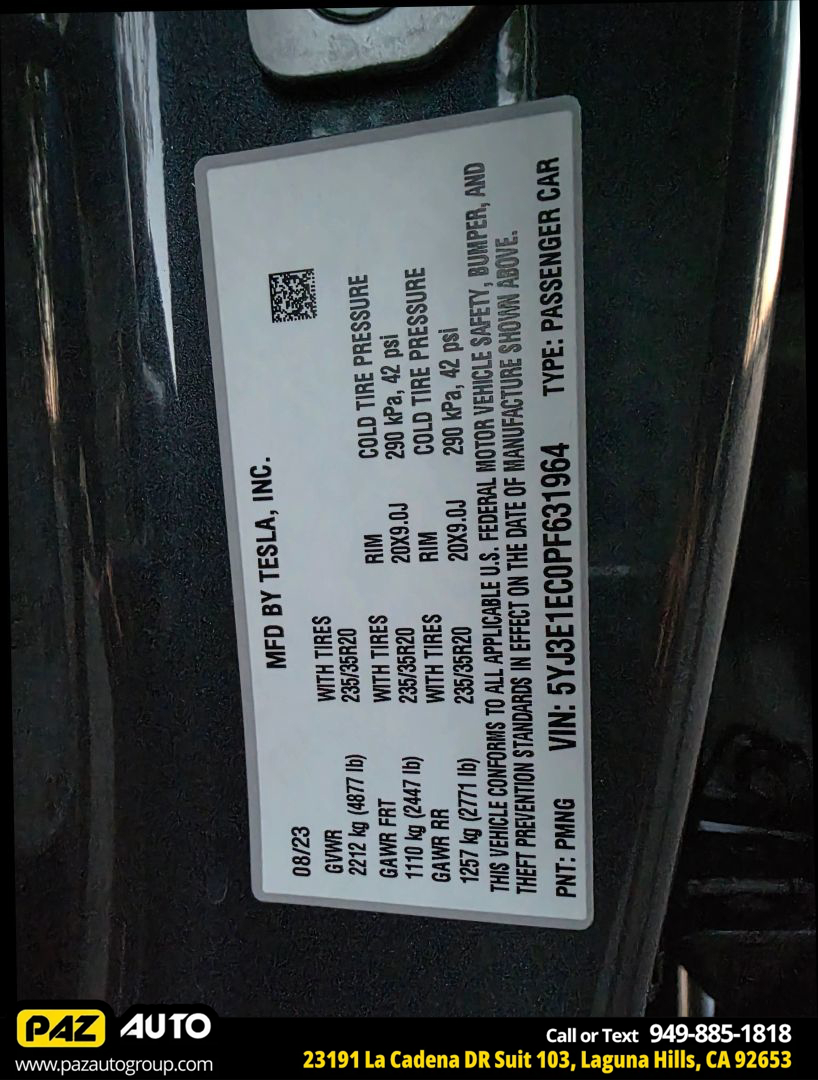 MFD BY TESLA, INC.
08/23
GVWR
2212 kg (4877 lb)
WITH TIRES
235/35R20
GAWR FRT
1110 kg (2447 lb)
WITH TIRES
235/35R20
RIM
20X9.0J
COLD TIRE PRESSURE
290 kPa, 42 psi
GAWR RR
1257 kg (2771 lb)
WITH TIRES
235/35R20
RIM
20X9.0J
COLD TIRE PRESSURE
290 kPa, 42 psi
THIS VEHICLE CONFORMS TO ALL APPLICABLE U.S. FEDERAL MOTOR VEHICLE SAFETY, BUMPER, AND
THEFT PREVENTION STANDARDS IN EFFECT ON THE DATE OF MANUFACTURE SHOWN ABOVE.
PNT: PMNG VIN: 5YJ3E1EC0PF631964 TYPE: PASSENGER CAR
PAZ AUTO
www.pazautogroup.com
Call or Text 949-885-1818
23191 La Cadena DR Suit 103, Laguna Hills, CA 92653